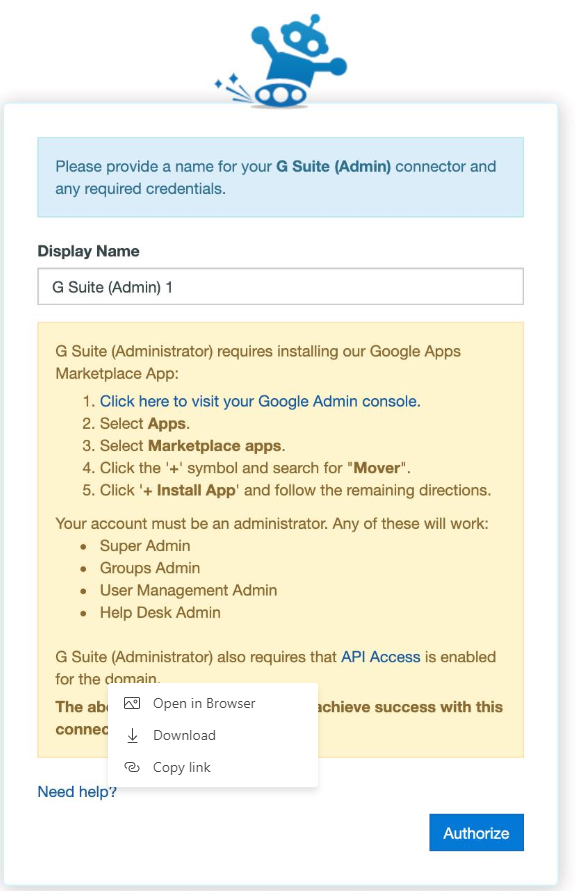 Please provide a name for your G Suite (Admin) connector and
any required credentials.
Display Name
G Suite (Admin) 1
G Suite (Administrator) requires installing our Google Apps
Marketplace App:
1. Click here to visit your Google Admin console.
2. Select Apps.
3. Select Marketplace apps.
4. Click the '+' symbol and search for "Mover".
5. Click '+ Install App' and follow the remaining directions.
Your account must be an administrator. Any of these will work:
• Super Admin
• Groups Admin
• User Management Admin
• Help Desk Admin
G Suite (Administrator) also requires that API Access is enabled
for the domain.
The achieve success with this
Open in Browser
Download
Copy link
Need help?
Authorize